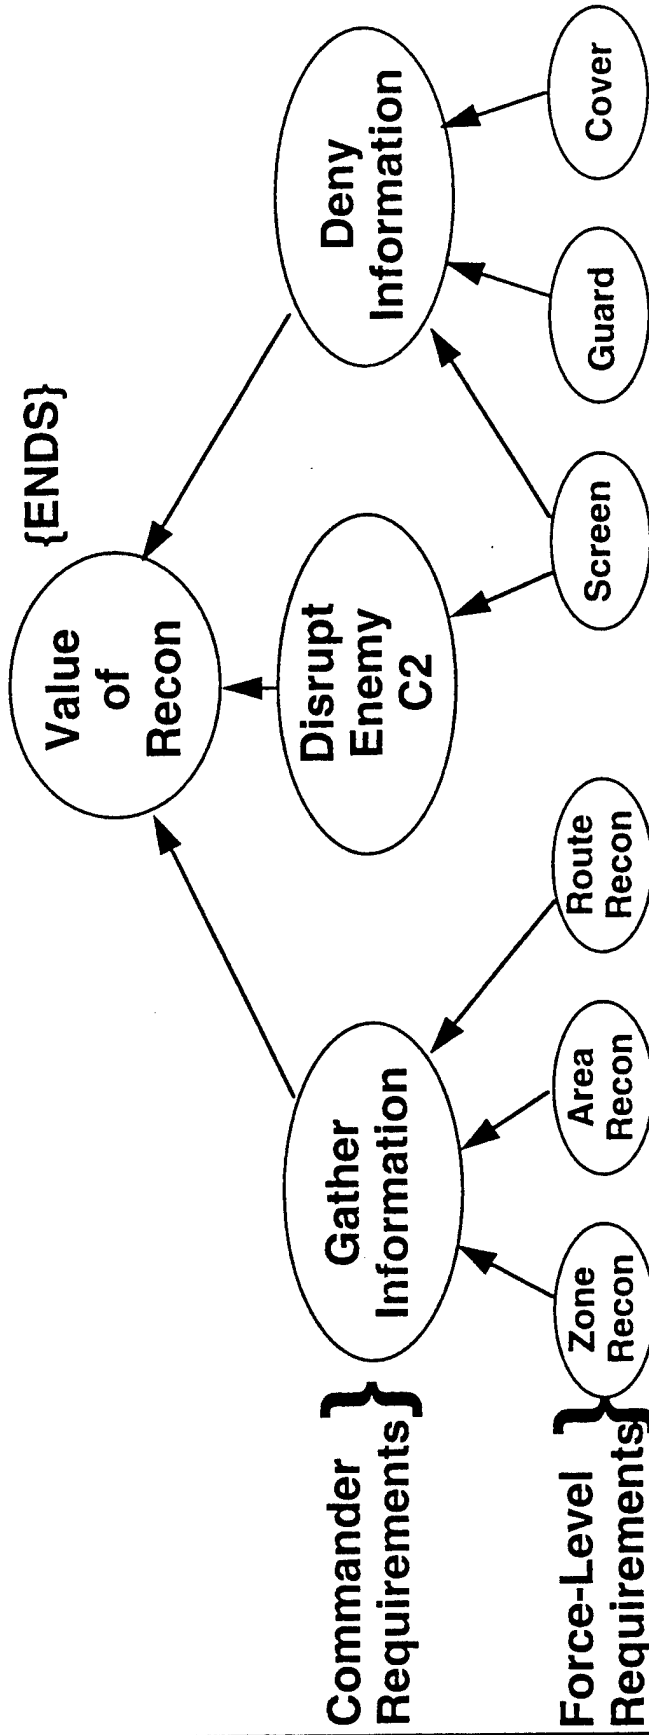 {ENDS}
Value
of
Recon
Commander
Requirements
Gather
Information
Disrupt
Enemy
C2
Deny
Information
Force-Level
Requirements
Zone
Recon
Area
Recon
Route
Recon
Screen
Guard
Cover